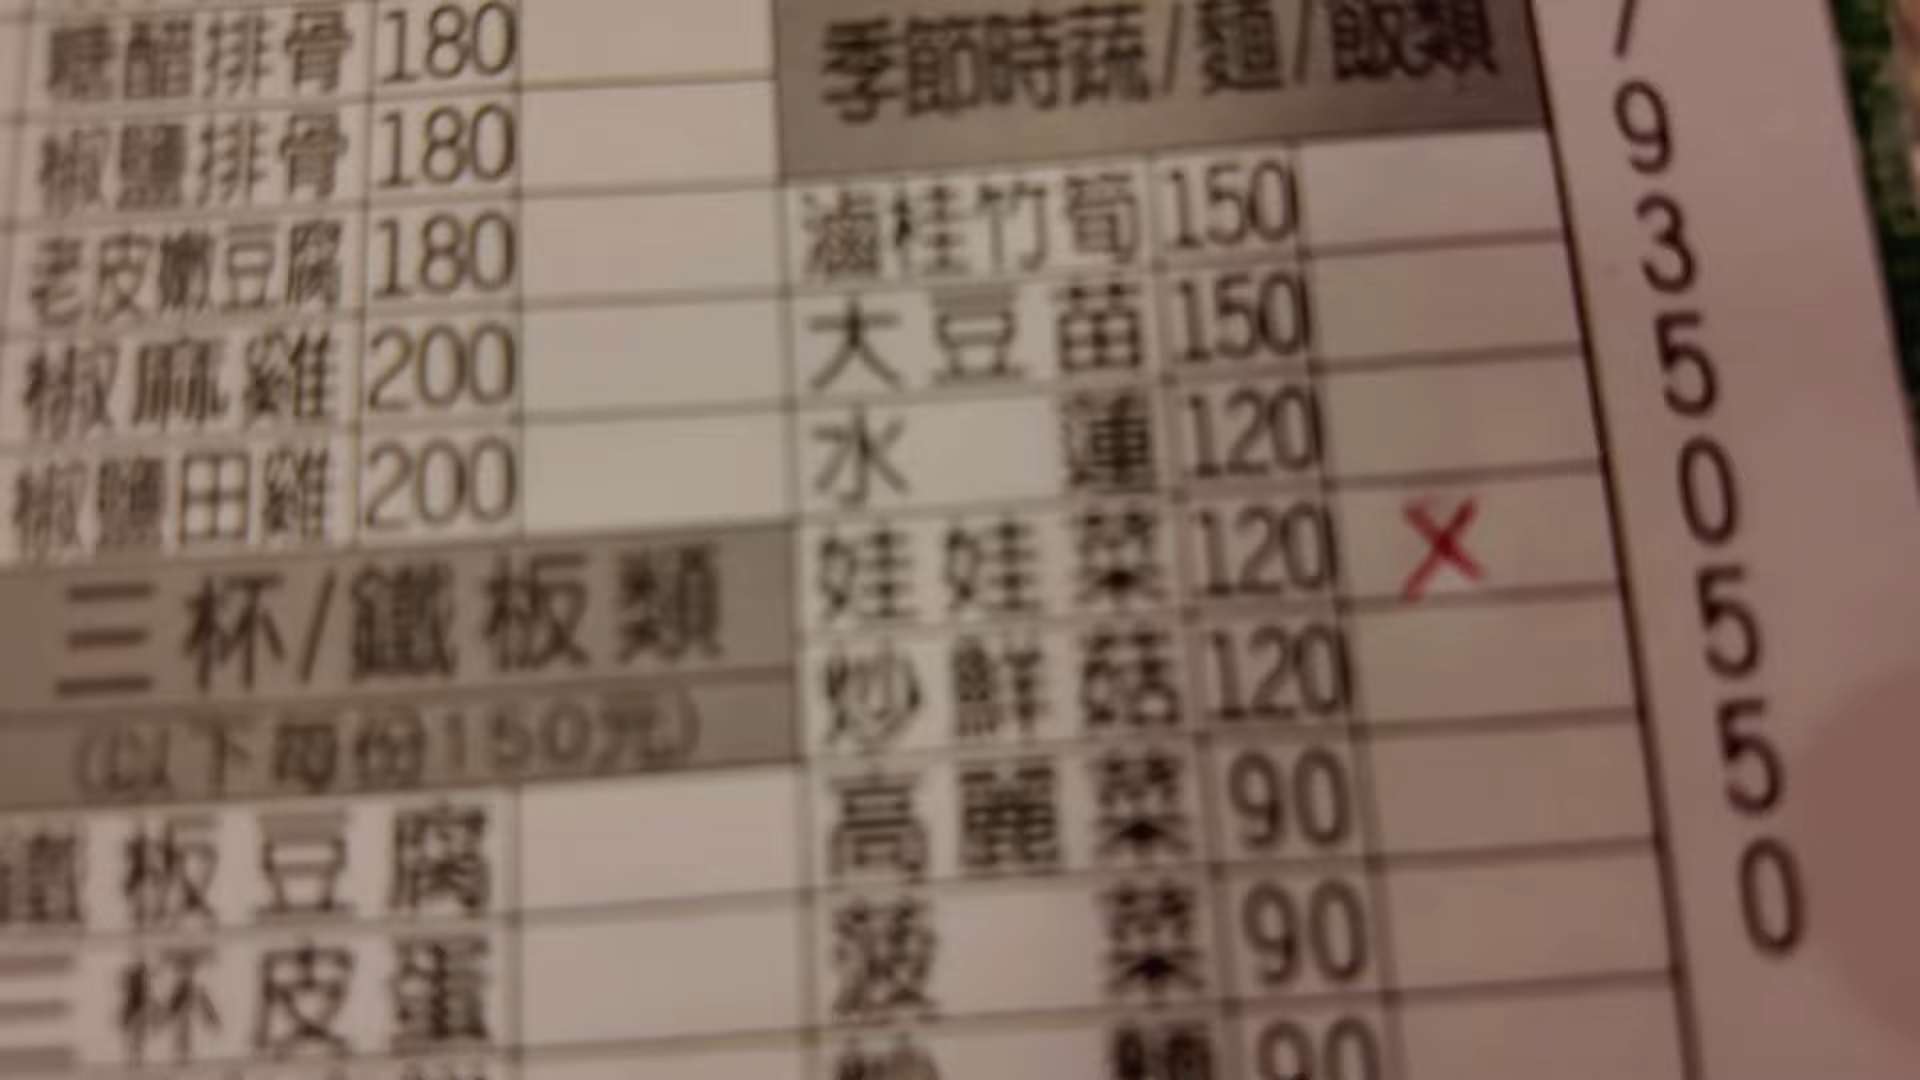 糖醋排骨 180
椒鹽排骨 180
老皮嫩豆腐 180
椒麻雞 200
椒鹽田雞 200
三杯/鐵板類
(以下每份150元)
鐵板豆腐
三杯皮蛋
季節時蔬/麵/飯類
滷桂竹筍 150
大豆苗 150
水蓮 120
娃娃菜 120 X
炒鮮菇 120
高麗菜 90
菠菜 90
炒麵 90
/93505550